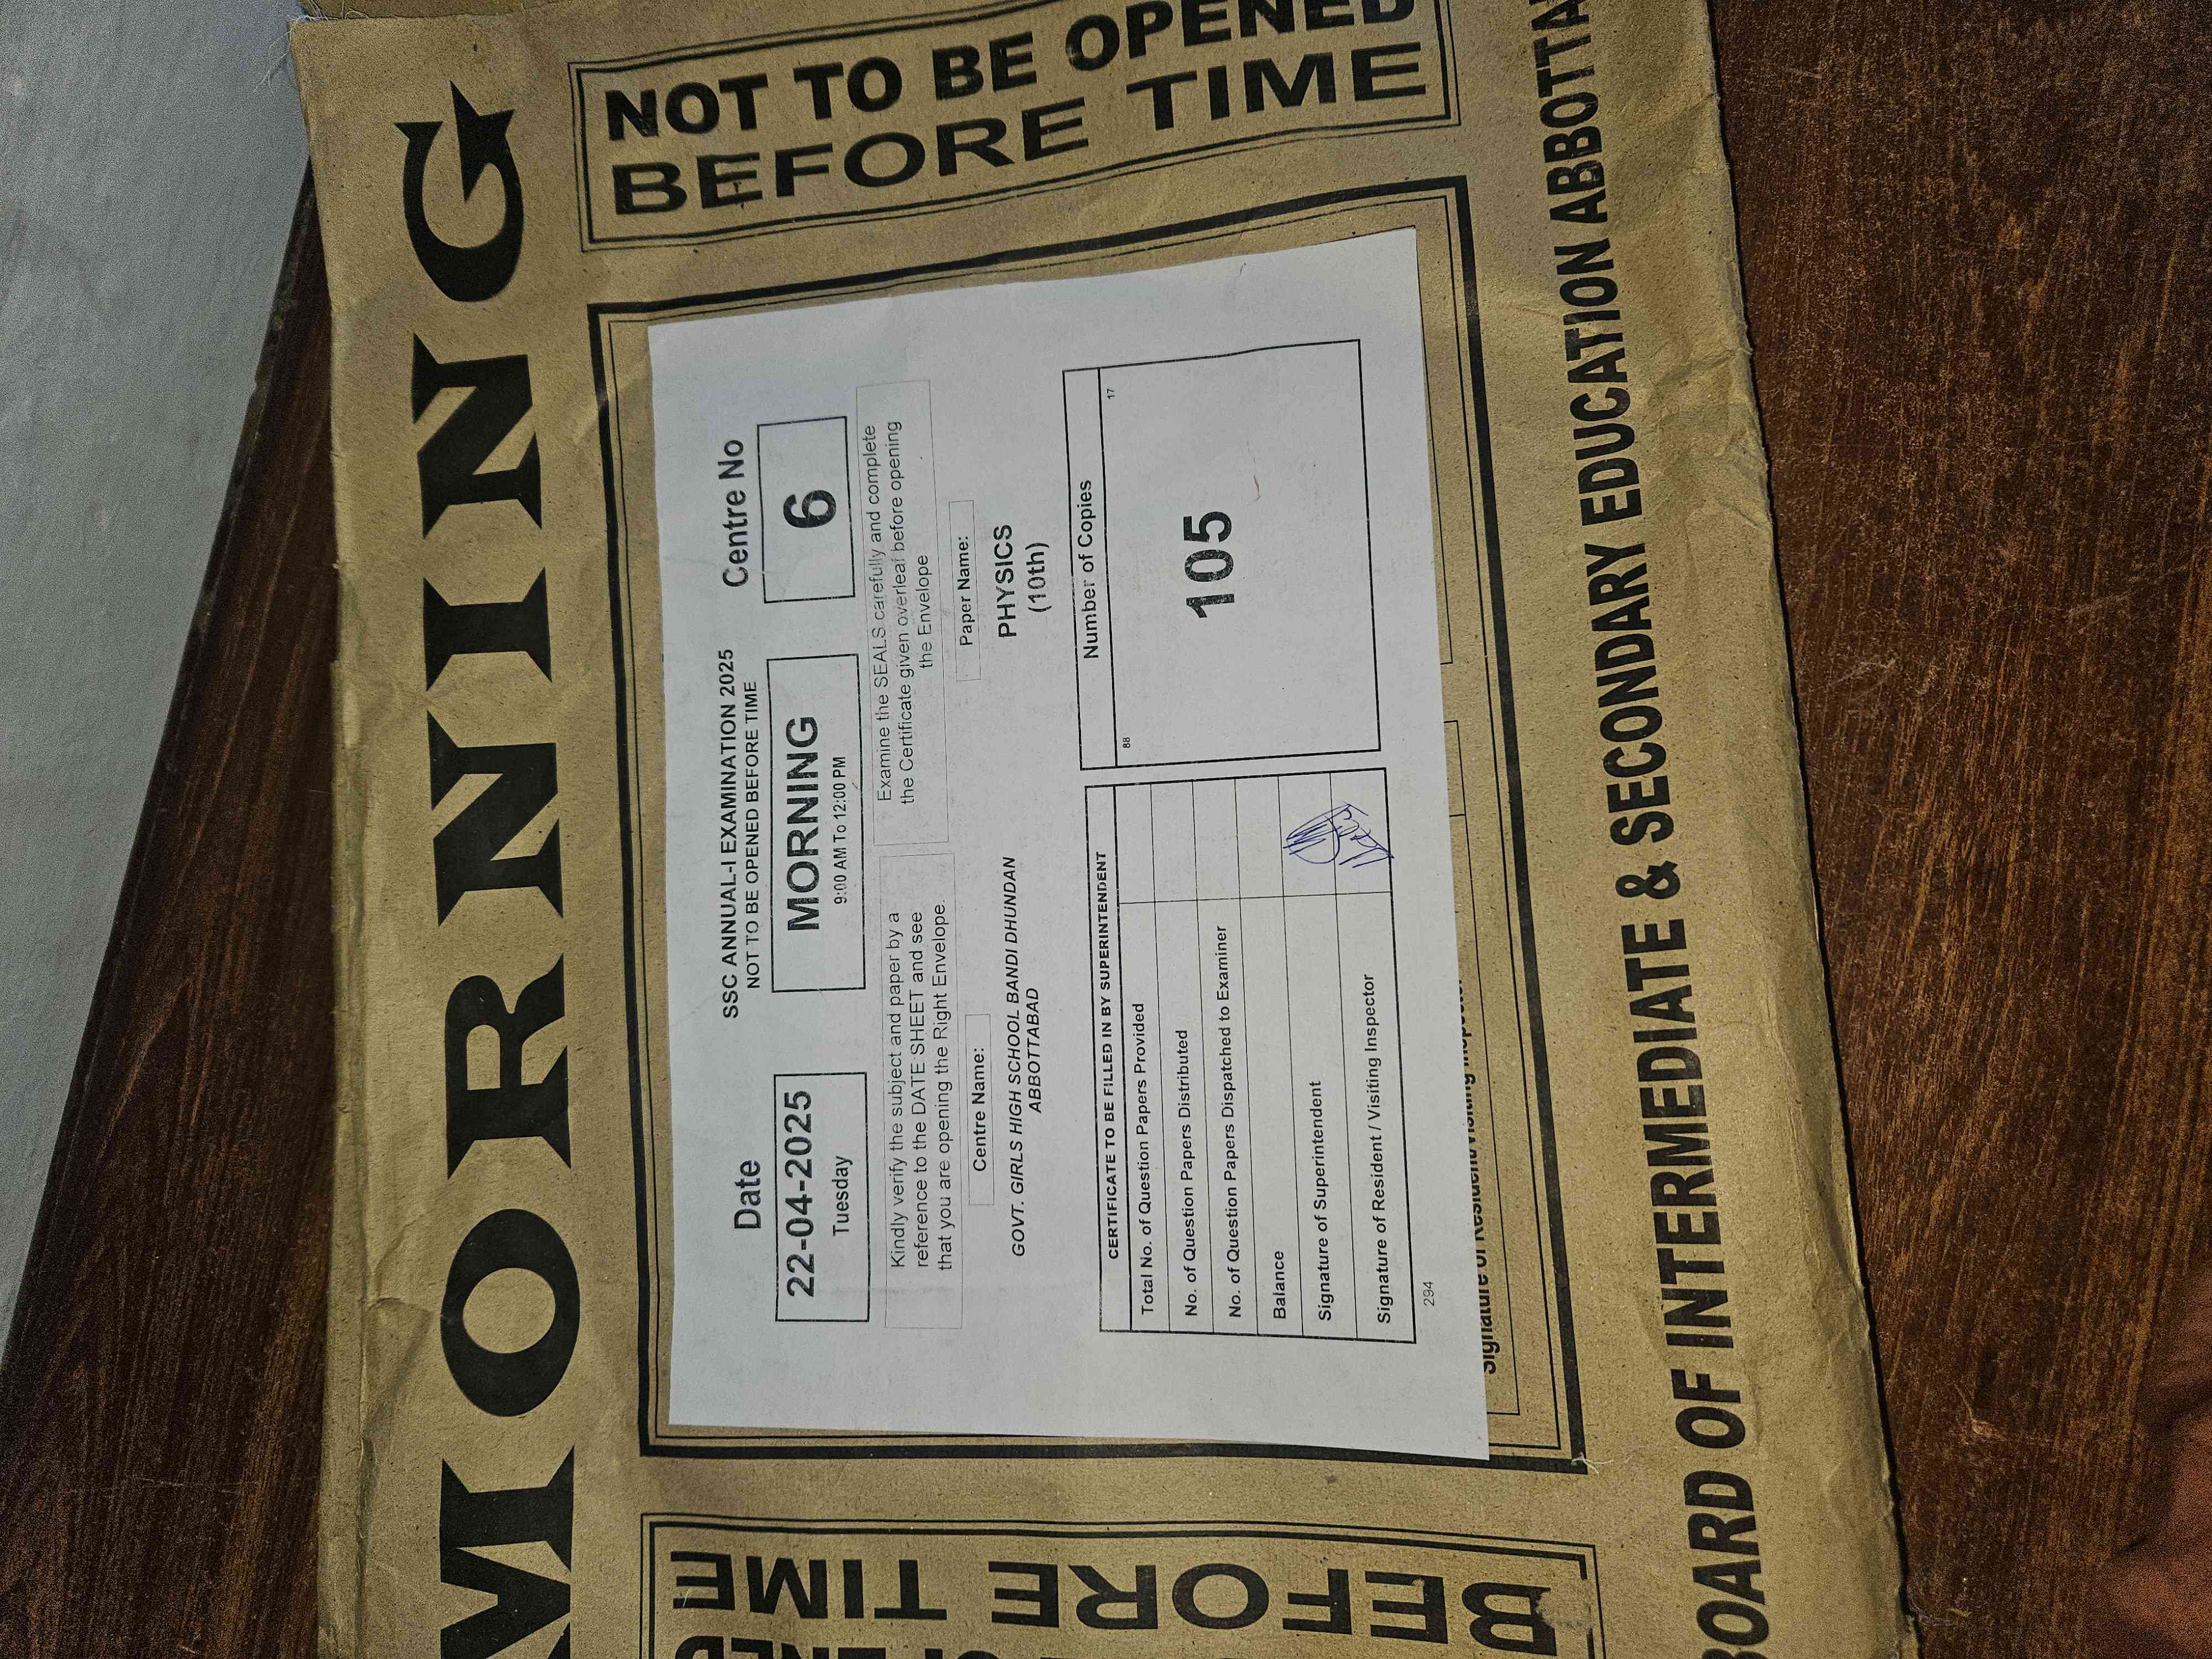 MORNING
NOT TO BE OPENED
BEFORE TIME
SSC ANNUAL-I EXAMINATION 2025
NOT TO BE OPENED BEFORE TIME
Date
22-04-2025
Tuesday
MORNING
9:00 AM To 12:00 PM
Centre No
6
Kindly verify the subject and paper by a
reference to the DATE SHEET and see
that you are opening the Right Envelope.
Examine the SEALS carefully and complete
the Certificate given overleaf before opening
the Envelope
Centre Name:
GOVT. GIRLS HIGH SCHOOL BANDI DHUNDAN
ABBOTTABAD
Paper Name:
PHYSICS
(10th)
CERTIFICATE TO BE FILLED IN BY SUPERINTENDENT
Total No. of Question Papers Provided
No. of Question Papers Distributed
No. of Question Papers Dispatched to Examiner
Balance
Signature of Superintendent
Signature of Resident / Visiting Inspector
Number of Copies
88 17
105
294
Signature of Resident/Visiting Inspector
BEFORE TIME
BOARD OF INTERMEDIATE & SECONDARY EDUCATION ABBOTTA